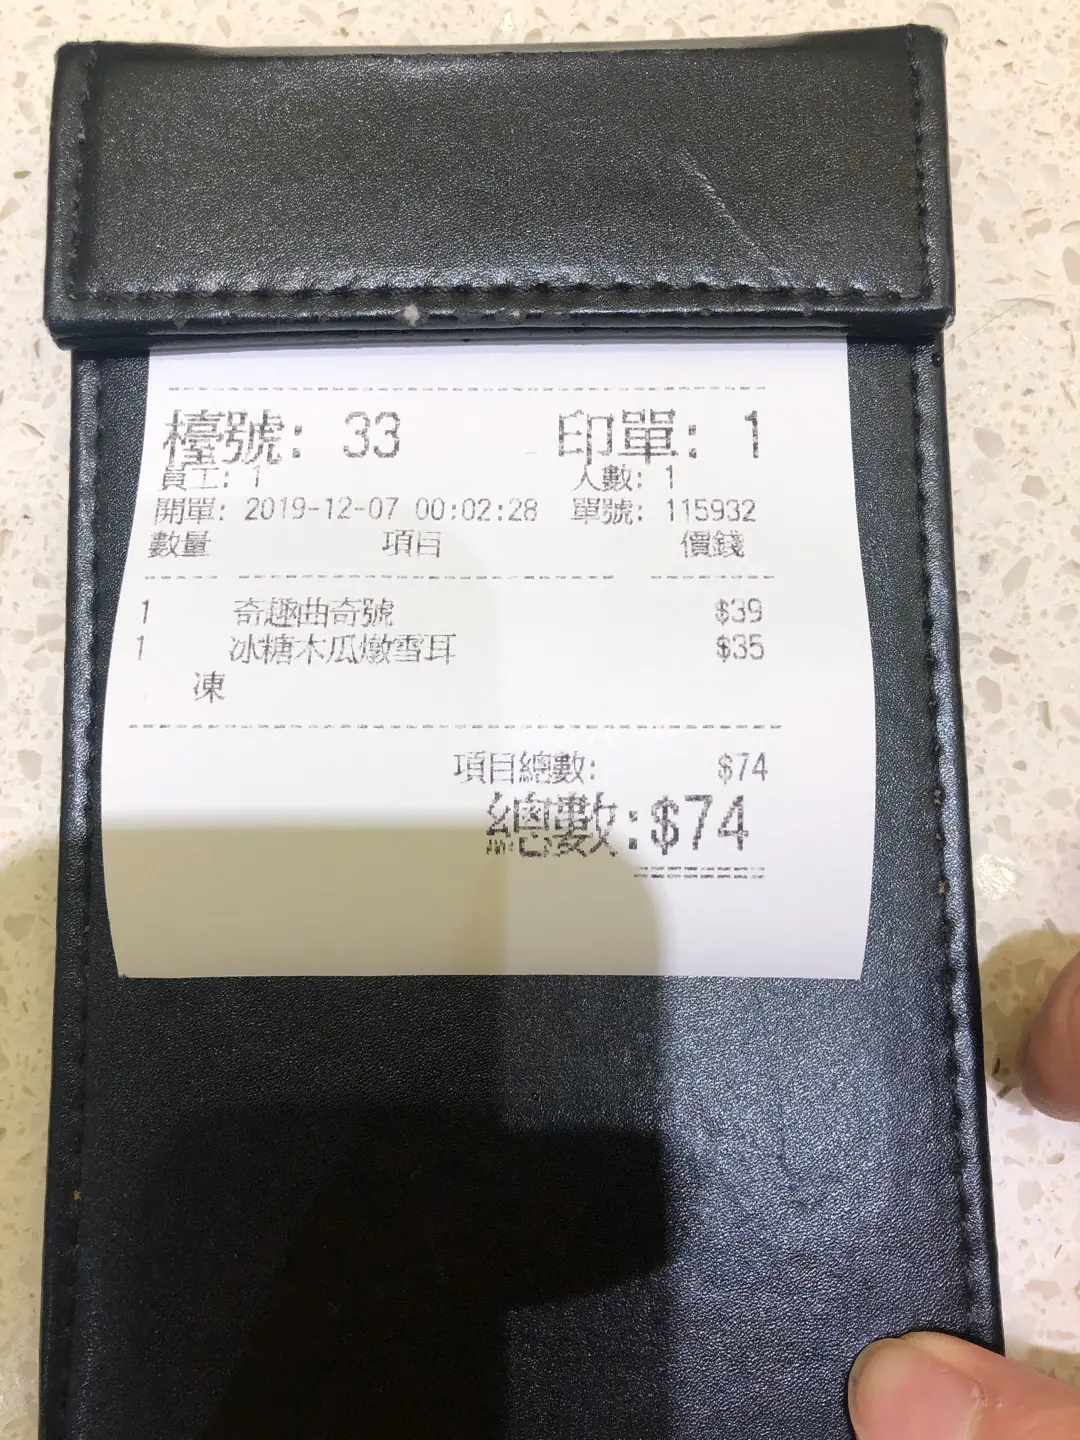 檯號: 33 印單: 1
員工: 1 人數: 1
開單: 2019-12-07 00:02:28 單號: 115932
數量 項目 價錢
1 奇趣曲奇號 $39
1 冰糖木瓜燉雪耳 $35
凍
項目總數: $74
總數:$74